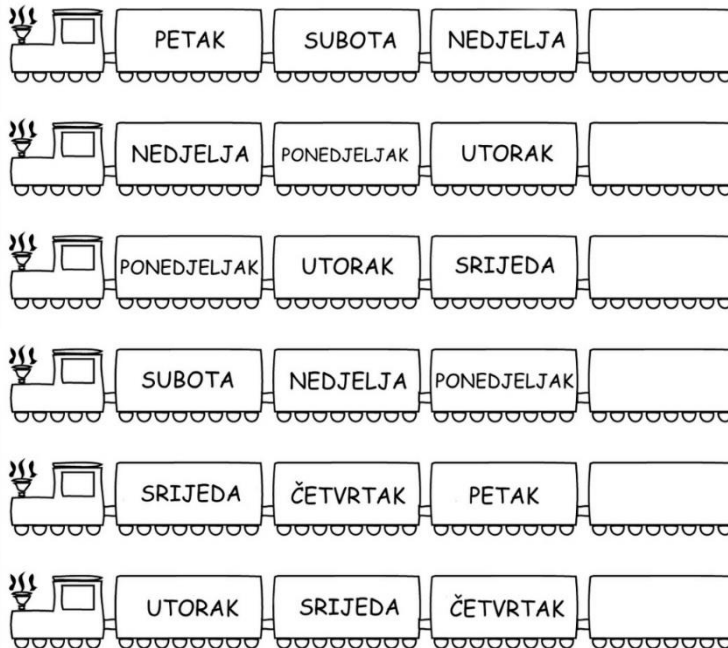 PETAK SUBOTA NEDJELJA
NEDJELJA PONEDJELJAK UTORAK
PONEDJELJAK UTORAK SRIJEDA
SUBOTA NEDJELJA PONEDJELJAK
SRIJEDA ČETVRTAK PETAK
UTORAK SRIJEDA ČETVRTAK